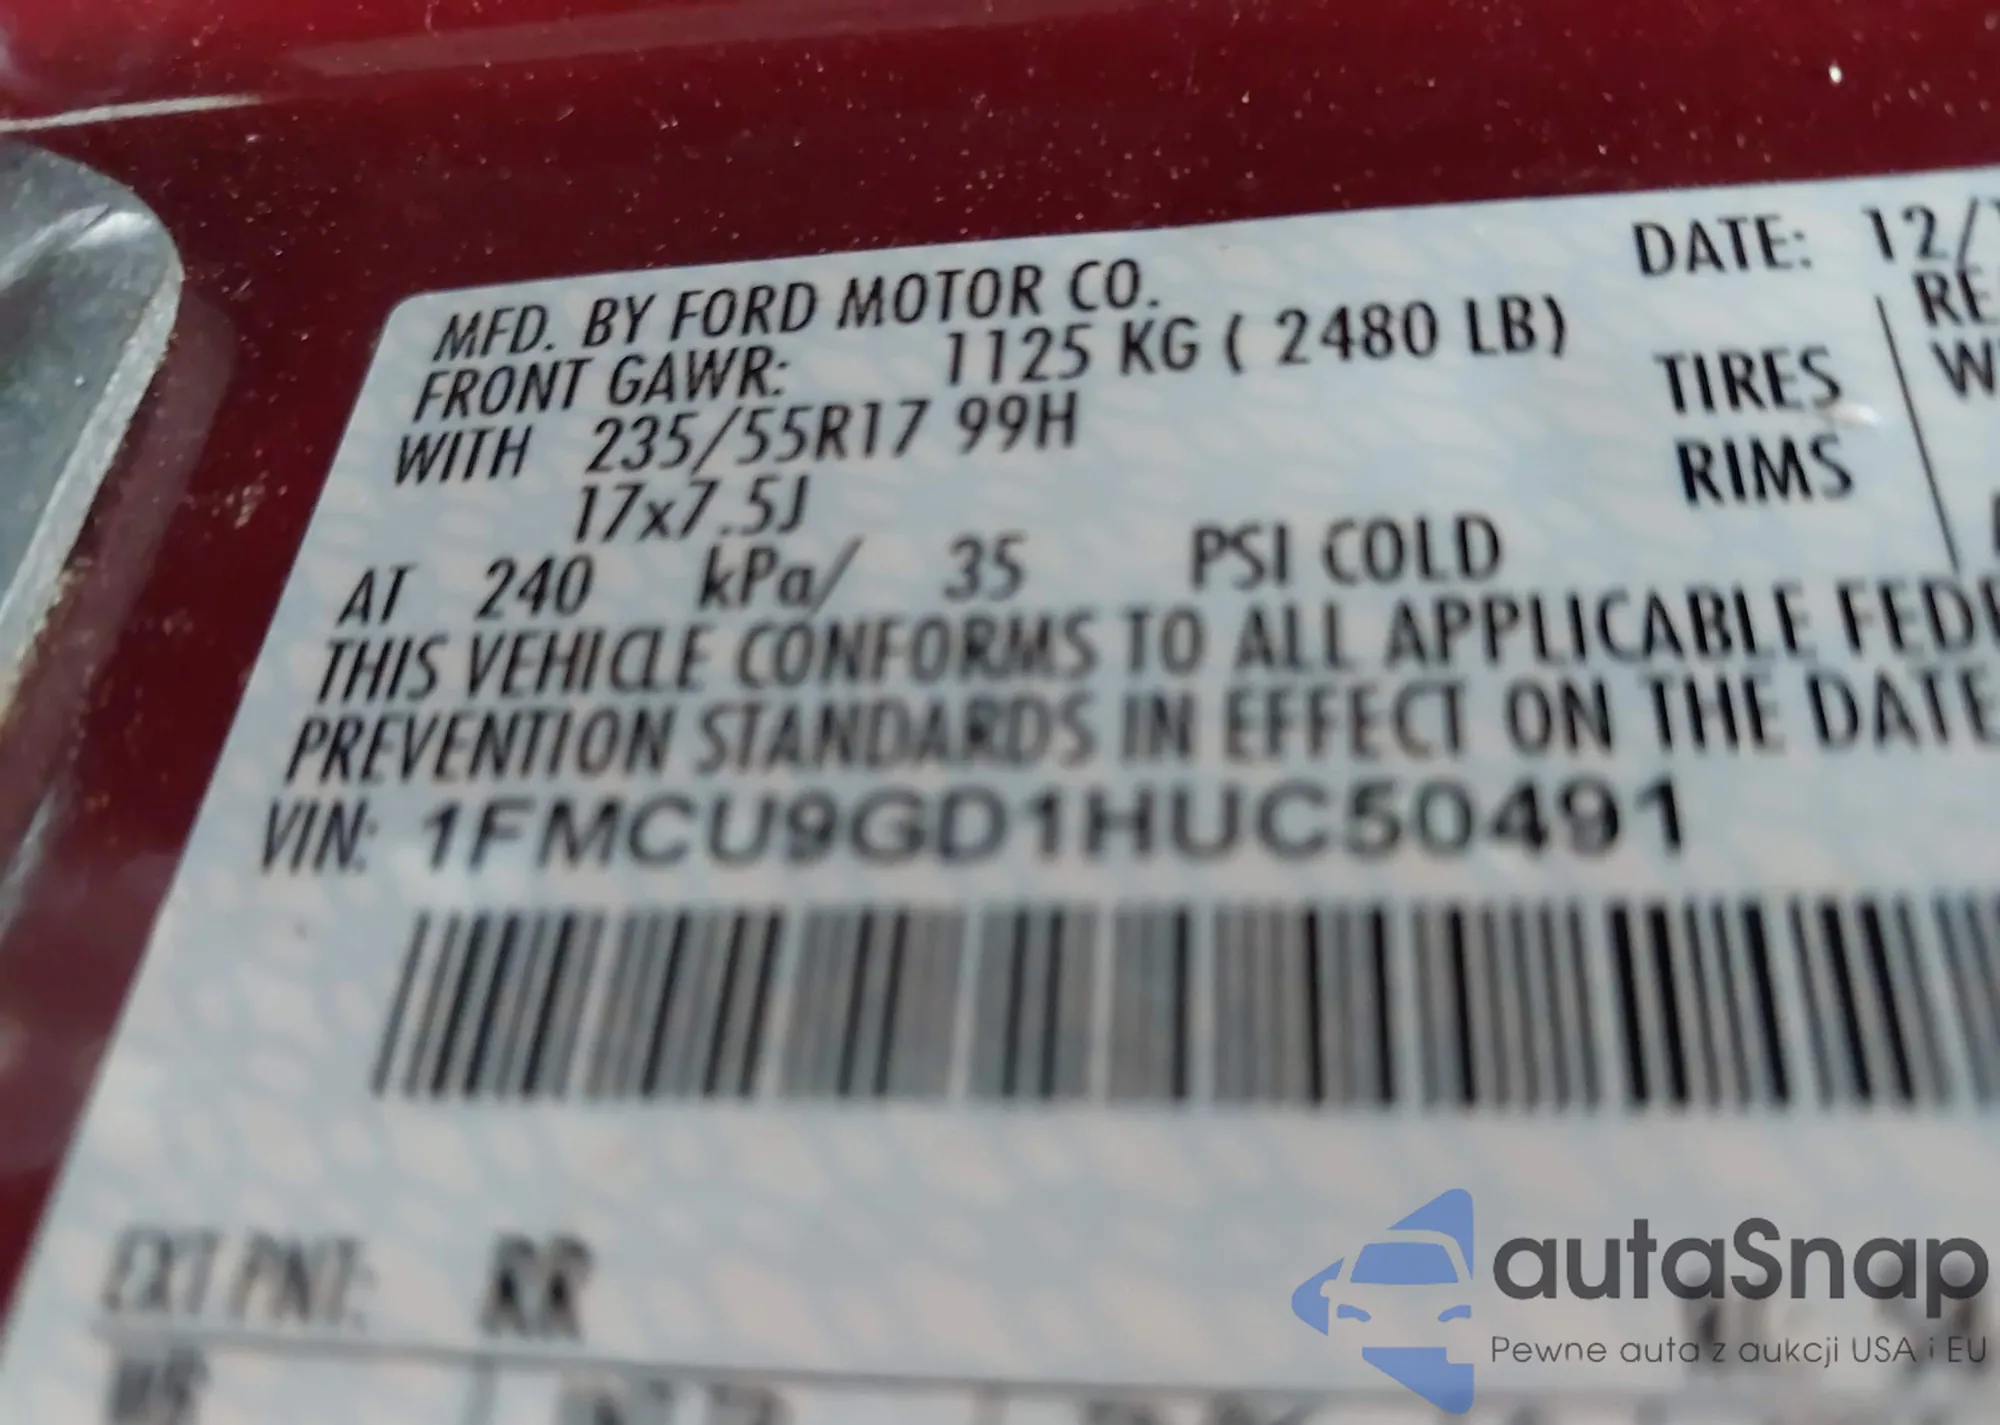 DATE: 12/
MFD. BY FORD MOTOR CO.
FRONT GAWR: 1125 KG ( 2480 LB)
WITH 235/55R17 99H TIRES
17x7.5J RIMS
AT 240 kPa/ 35 PSI COLD
THIS VEHICLE CONFORMS TO ALL APPLICABLE FEDE
PREVENTION STANDARDS IN EFFECT ON THE DATE
VIN: 1FMCU9GD1HUC50491
EXT PNT: RR
autaSnap
Pewne auta z aukcji USA i EU